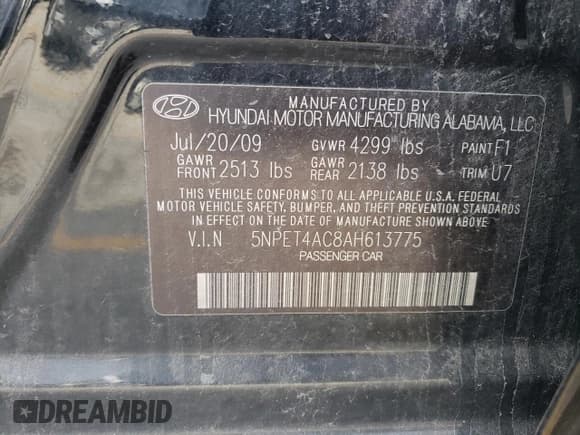 MANUFACTURED BY
HYUNDAI MOTOR MANUFACTURING ALABAMA, LLC
Jul/20/09 GVWR 4299 lbs PAINT F1
GAWR FRONT 2513 lbs GAWR REAR 2138 lbs TRIM U7
THIS VEHICLE CONFORMS TO ALL APPLICABLE U.S.A. FEDERAL
MOTOR VEHICLE SAFETY, BUMPER, AND THEFT PREVENTION STANDARDS
IN EFFECT ON THE DATE OF MANUFACTURE SHOWN ABOVE
V.I.N 5NPET4AC8AH613775
PASSENGER CAR
DREAMBID